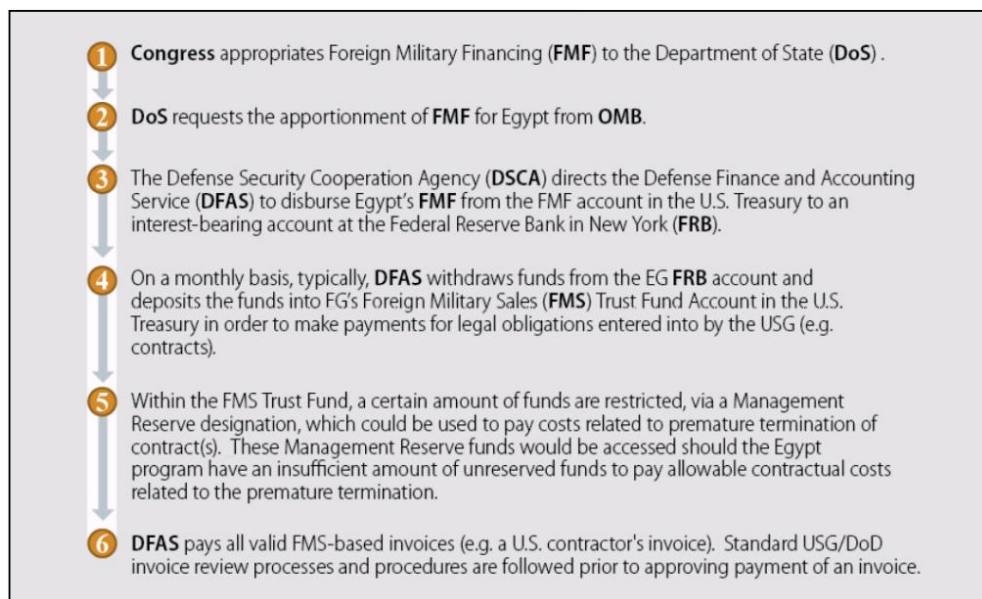 1 Congress appropriates Foreign Military Financing (FMF) to the Department of State (DoS) .
2 DoS requests the apportionment of FMF for Egypt from OMB.
3 The Defense Security Cooperation Agency (DSCA) directs the Defense Finance and Accounting
Service (DFAS) to disburse Egypt's FMF from the FMF account in the U.S. Treasury to an
interest-bearing account at the Federal Reserve Bank in New York (FRB).
4 On a monthly basis, typically, DFAS withdraws funds from the EG FRB account and
deposits the funds into EG's Foreign Military Sales (FMS) Trust Fund Account in the U.S.
Treasury in order to make payments for legal obligations entered into by the USG (e.g.
contracts).
5 Within the FMS Trust Fund, a certain amount of funds are restricted, via a Management
Reserve designation, which could be used to pay costs related to premature termination of
contract(s). These Management Reserve funds would be accessed should the Egypt
program have an insufficient amount of unreserved funds to pay allowable contractual costs
related to the premature termination.
6 DFAS pays all valid FMS-based invoices (e.g. a U.S. contractor's invoice). Standard USG/DoD
invoice review processes and procedures are followed prior to approving payment of an invoice.